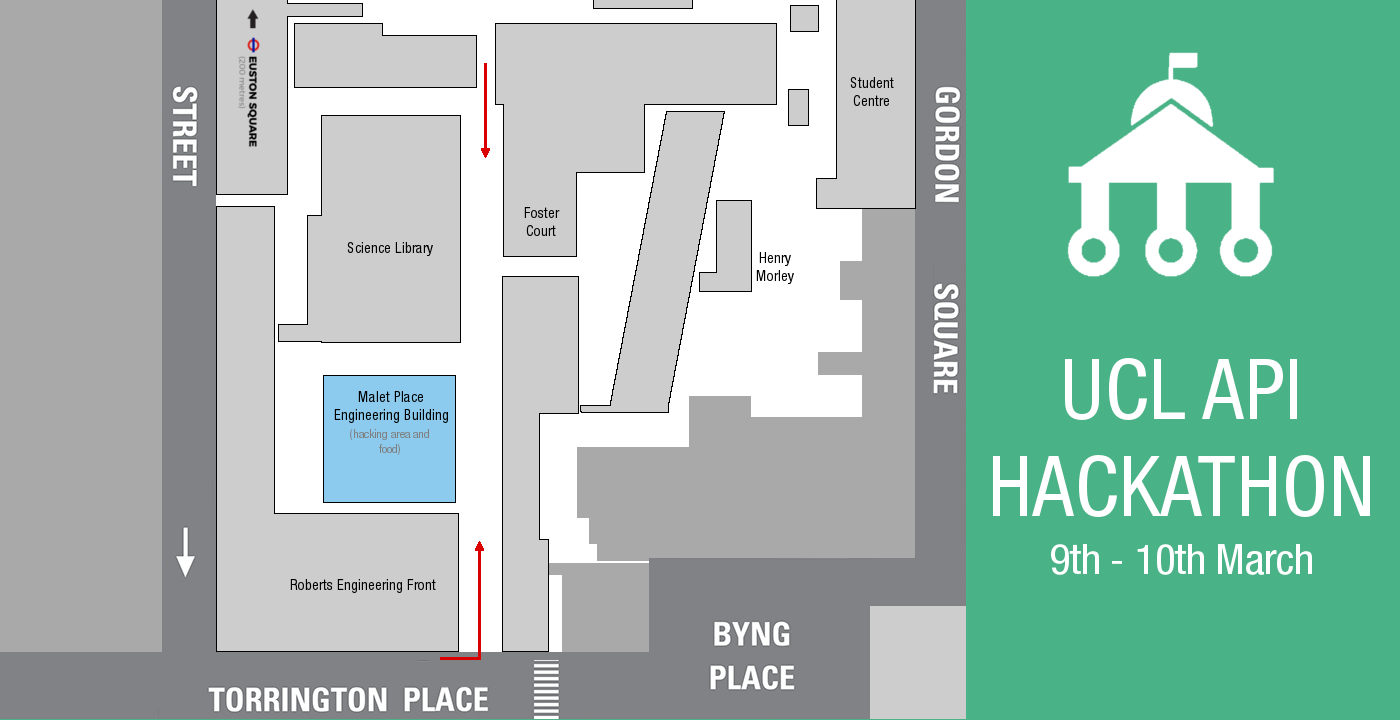 EUSTON SQUARE
(200 metres)
STREET
Student
Centre
GORDON
SQUARE
Foster
Court
Science Library
Henry
Morley
Malet Place
Engineering Building
(hacking area and
food)
Roberts Engineering Front
BYNG
PLACE
TORRINGTON PLACE
UCL API
HACKATHON
9th - 10th March